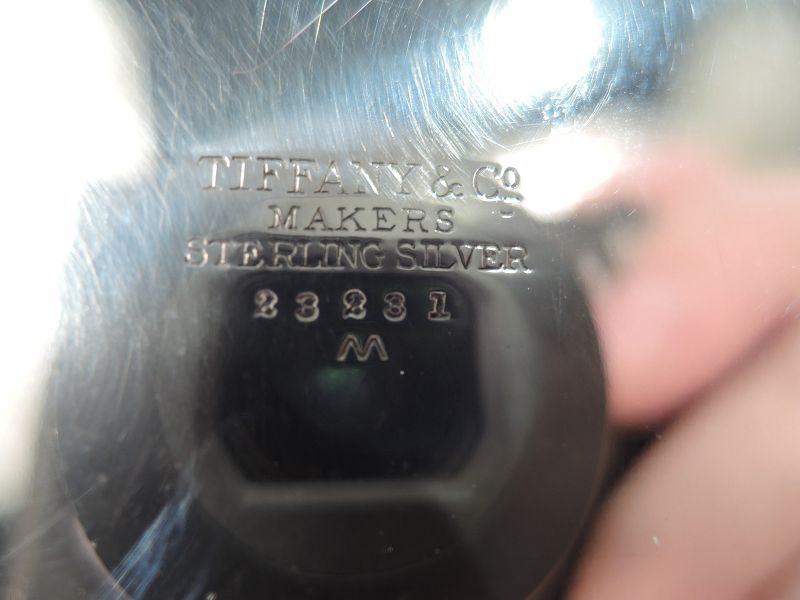 TIFFANY & Cº
MAKERS
STERLING SILVER
23231
M